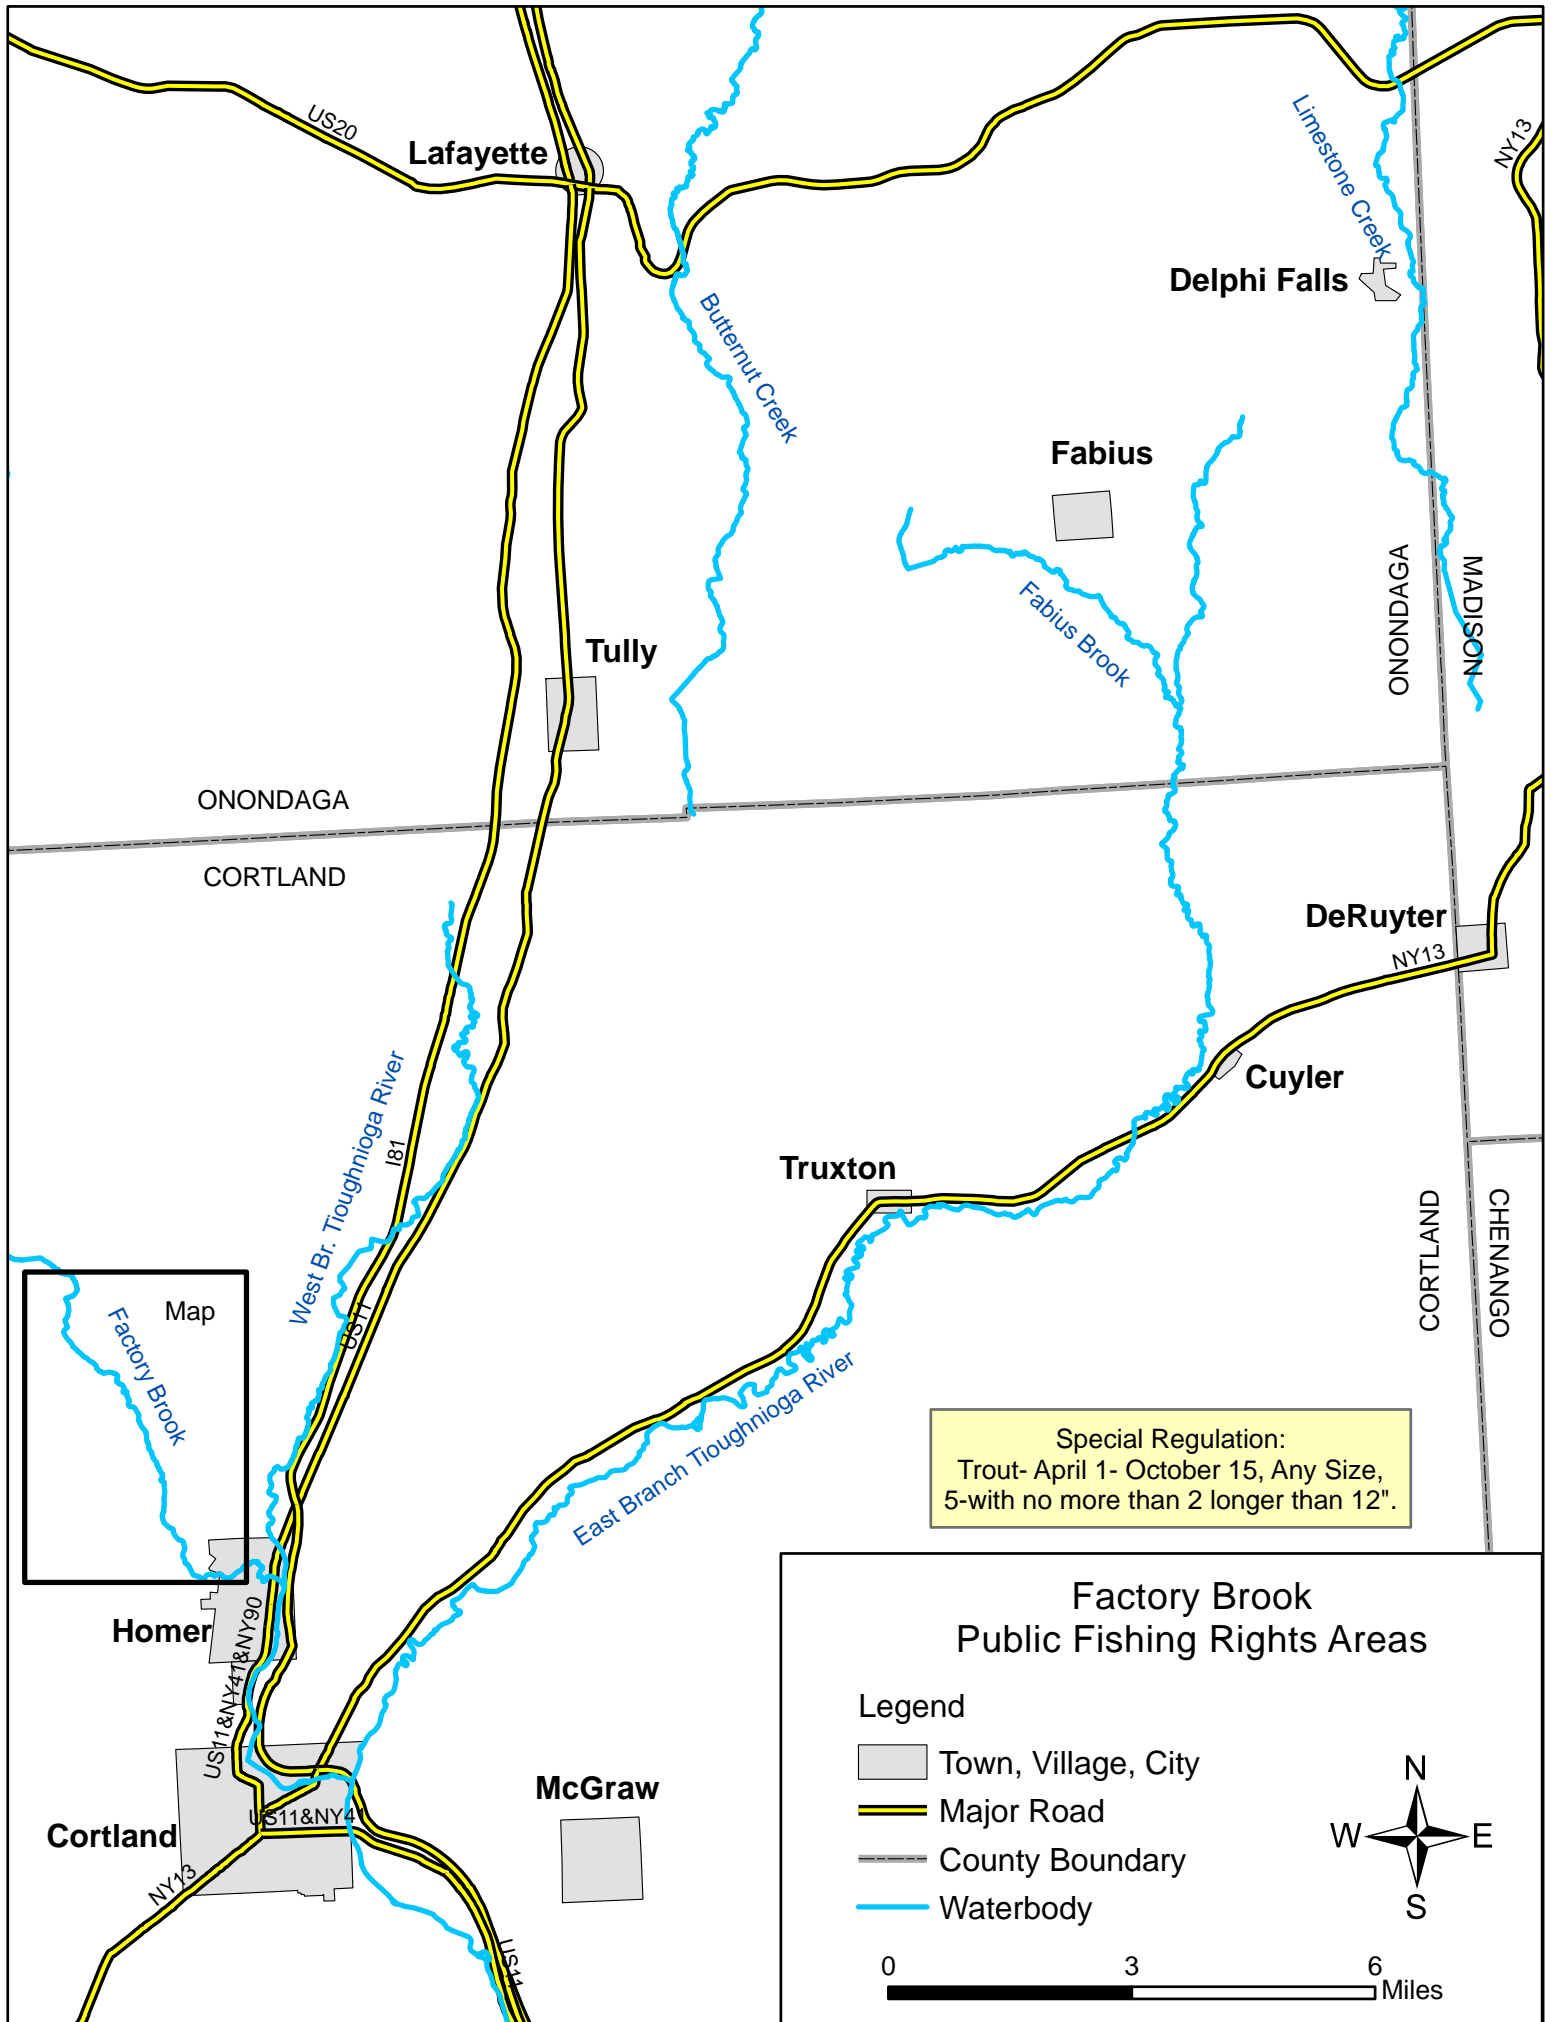 US20
Lafayette
Limestone Creek
NY13
Delphi Falls
Butternut Creek
Fabius
ONONDAGA
MADISON
Fabius Brook
Tully
ONONDAGA
CORTLAND
DeRuyter
NY13
West Br. Tioughnioga River
I81
Cuyler
Truxton
CORTLAND
CHENANGO
Map
Factory Brook
US11
East Branch Tioughnioga River
Special Regulation:
Trout- April 1- October 15, Any Size,
5-with no more than 2 longer than 12".
Homer
US11&NY41&NY90
Cortland
US11&NY41
NY13
McGraw
US11
Factory Brook
Public Fishing Rights Areas
Legend
Town, Village, City
Major Road
County Boundary
Waterbody
N
W
E
S
0 3 6
Miles